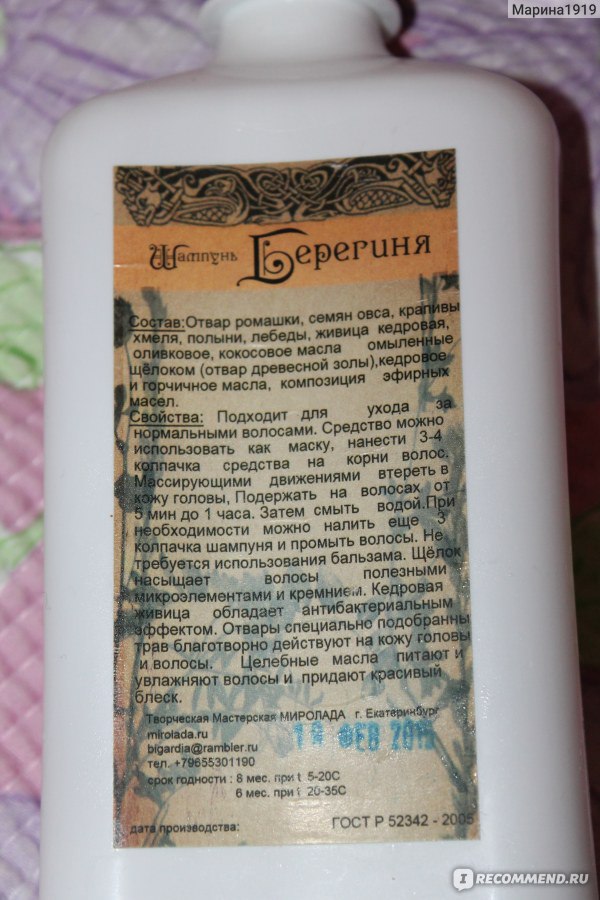 Марина1919
Шампунь Берегиня
Состав:Отвар ромашки, семян овса, крапивы
хмеля, полыни, лебеды, живица кедровая,
оливковое, кокосовое масла омыленные
щёлоком (отвар древесной золы),кедровое
и горчичное масла, композиция эфирных
масел.
Свойства: Подходит для ухода за
нормальными волосами. Средство можно
использовать как маску, нанести 3-4
колпачка средства на корни волос.
Массирующими движениями втереть в
кожу головы, Подержать на волосах от
5 мин до 1 часа. Затем смыть водой.При
необходимости можно налить еще 3
колпачка шампуня и промыть волосы. Не
требуется использования бальзама. Щёлок
насыщает волосы полезными
микроэлементами и кремнием. Кедровая
живица обладает антибактериальным
эффектом. Отвары специально подобранны
трав благотворно действуют на кожу головы
и волосы. Целебные масла питают и
увлажняют волосы и придают красивый
блеск.
Творческая Мастерская МИРОЛАДА г. Екатеринбург
mirolada.ru
bigardia@rambler.ru
ФЕВ
тел. +79655301190
срок годности : 8 мес. при t 5-20С
6 мес. при t 20-35С
дата производства:
ГОСТ Р 52342 - 2005
IRECOMMEND.RU